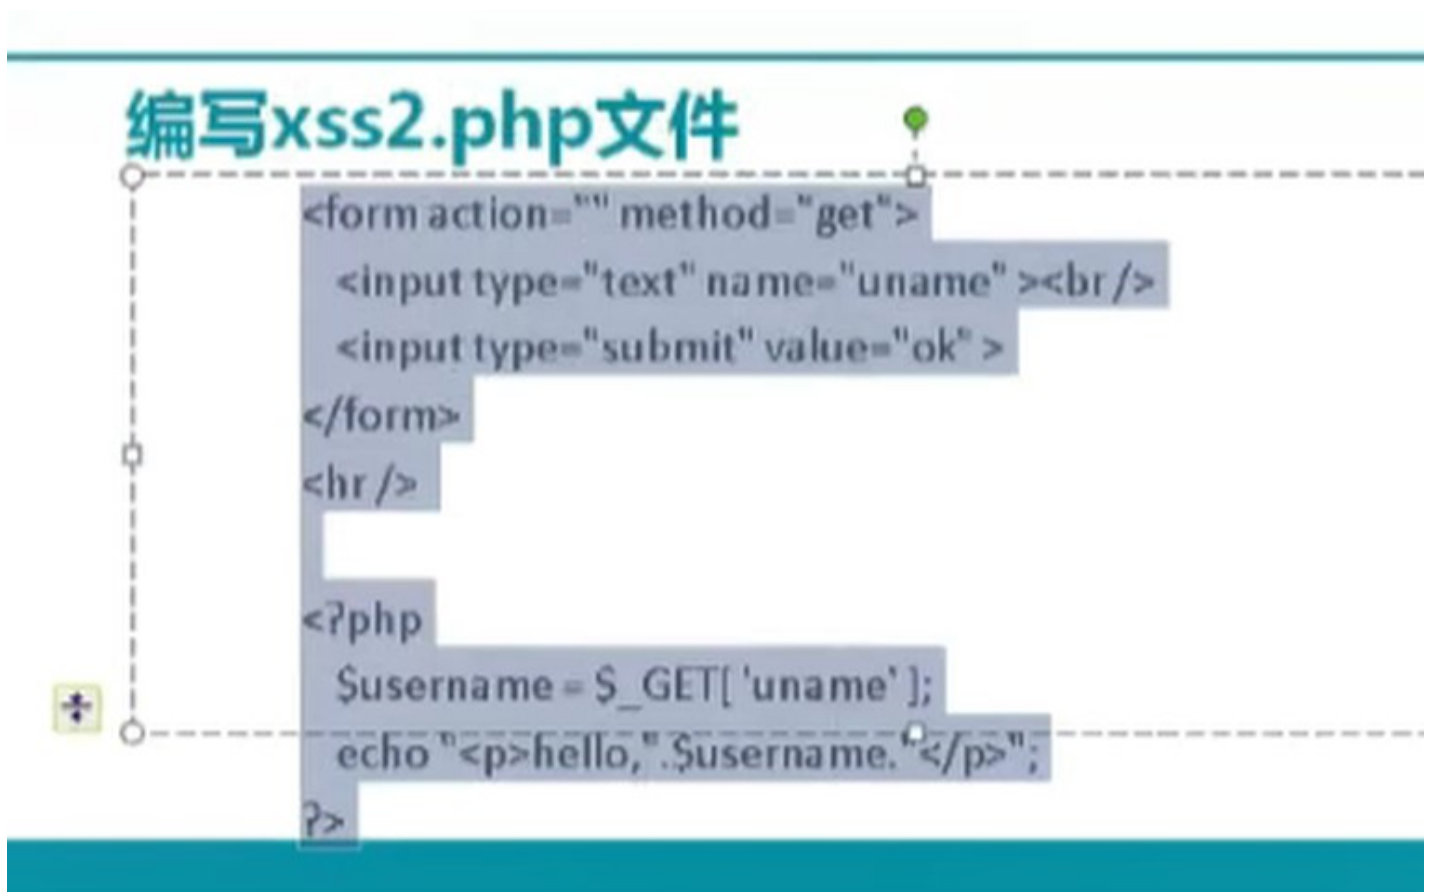 编写xss2.php文件
<form action="" method="get">
<input type="text" name="uname" ><br />
<input type="submit" value="ok" >
</form>
<hr />
<?php
$username = $_GET[ 'uname' ];
echo "<p>hello,".$username."</p>";
?>